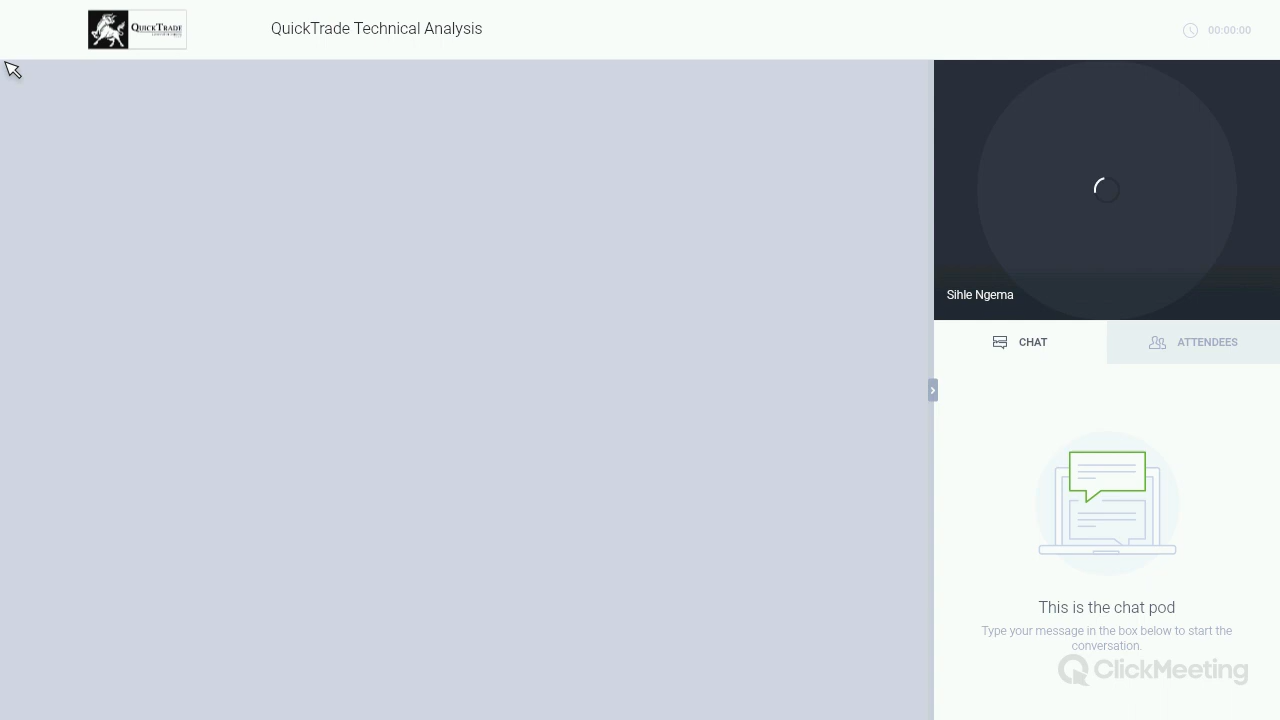 QUICKTRADE
QuickTrade Technical Analysis
00:00:00
Sihle Ngema
CHAT
ATTENDEES
This is the chat pod
Type your message in the box below to start the
conversation.
ClickMeeting